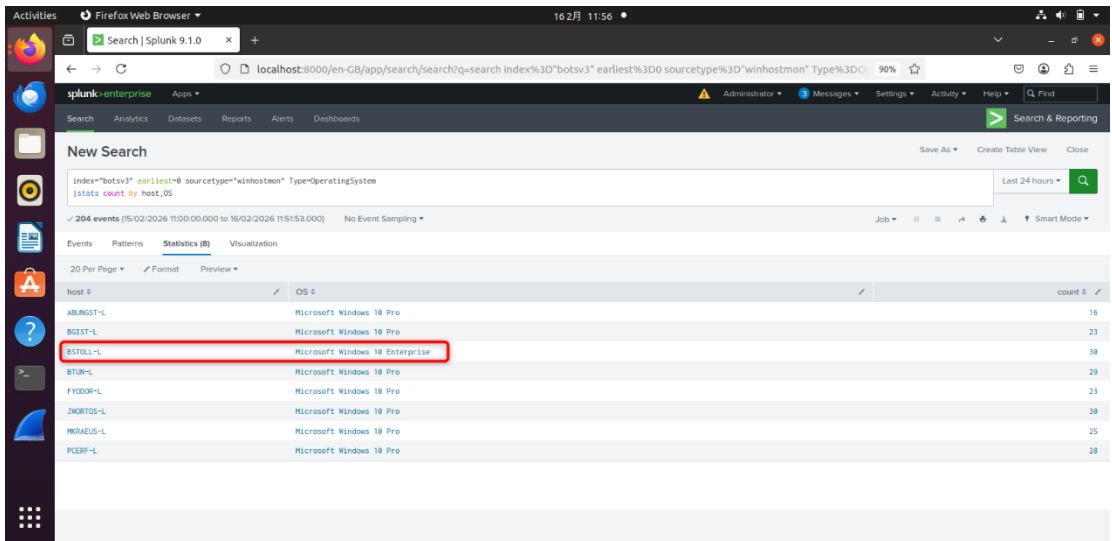 Activities Firefox Web Browser 16 2月 11:56
Search | Splunk 9.1.0
localhost:8000/en-GB/app/search/search?q=search index%3D"botsv3" earliest%3D0 sourcetype%3D"winhostmon" Type%3DO 90%
splunk>enterprise Apps Administrator 3 Messages Settings Activity Help Find
Search Analytics Datasets Reports Alerts Dashboards Search & Reporting
New Search Save As Create Table View Close
index="botsv3" earliest=0 sourcetype="winhostmon" Type=OperatingSystem Last 24 hours
|stats count by host,OS
204 events (15/02/2026 11:00:00.000 to 16/02/2026 11:51:53.000) No Event Sampling Job Smart Mode
Events Patterns Statistics (8) Visualization
20 Per Page Format Preview
host OS count
ABUNGST-L Microsoft Windows 10 Pro 16
BGIST-L Microsoft Windows 10 Pro 23
BSTOLL-L Microsoft Windows 10 Enterprise 30
BTUN-L Microsoft Windows 10 Pro 29
FYODOR-L Microsoft Windows 10 Pro 23
JWORTOS-L Microsoft Windows 10 Pro 30
MKRAEUS-L Microsoft Windows 10 Pro 25
PCERF-L Microsoft Windows 10 Pro 28